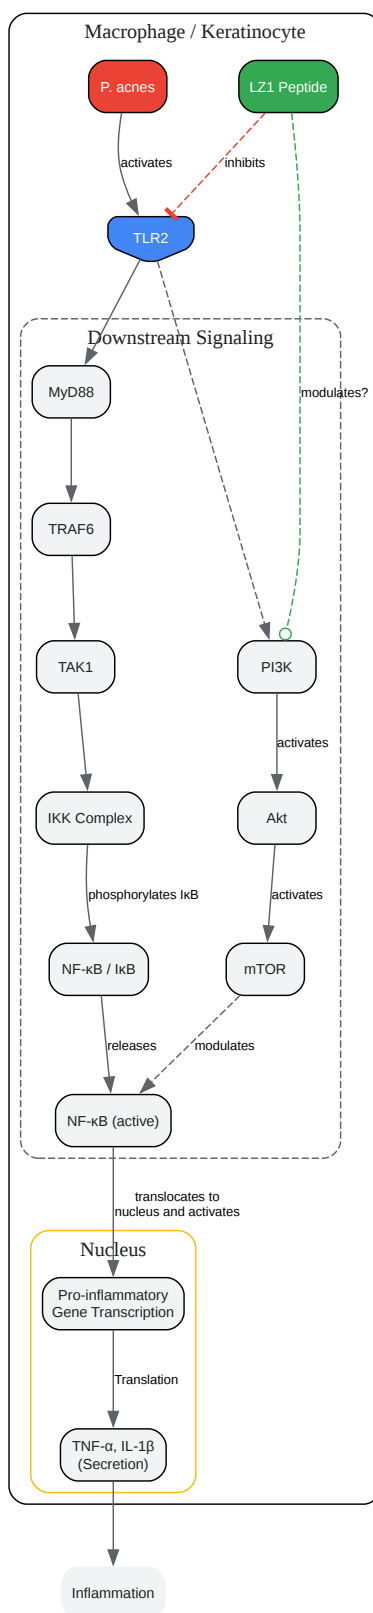 Macrophage / Keratinocyte
P. acnes
LZ1 Peptide
activates
inhibits
TLR2
Downstream Signaling
MyD88
modulates?
TRAF6
TAK1
PI3K
activates
IKK Complex
Akt
phosphorylates IκB
activates
NF-κB / IκB
mTOR
releases
modulates
NF-κB (active)
translocates to
nucleus and activates
Nucleus
Pro-inflammatory
Gene Transcription
Translation
TNF-α, IL-1β
(Secretion)
Inflammation